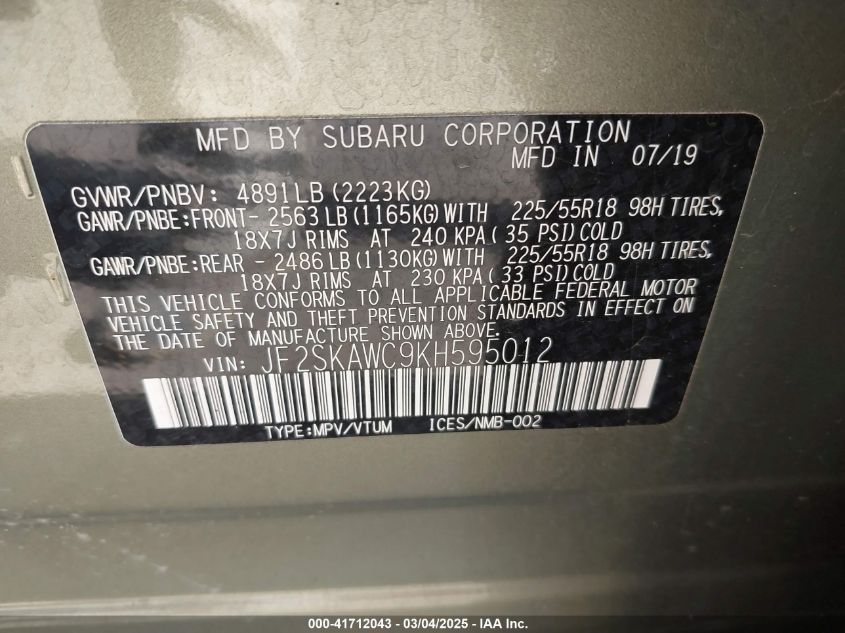 MFD BY SUBARU CORPORATION
MFD IN 07/19
GVWR/PNBV: 4891LB (2223KG)
GAWR/PNBE:FRONT- 2563 LB (1165KG) WITH 225/55R18 98H TIRES,
18X7J RIMS AT 240 KPA ( 35 PSI) COLD
GAWR/PNBE:REAR - 2486 LB (1130KG) WITH 225/55R18 98H TIRES,
18X7J RIMS AT 230 KPA ( 33 PSI) COLD
THIS VEHICLE CONFORMS TO ALL APPLICABLE FEDERAL MOTOR
VEHICLE SAFETY AND THEFT PREVENTION STANDARDS IN EFFECT ON
THE DATE OF MANUFACTURE SHOWN ABOVE.
VIN: JF2SKAWC9KH595012
TYPE:MPV/VTUM ICES/NMB-002
000-41712043 - 03/04/2025 - IAA Inc.